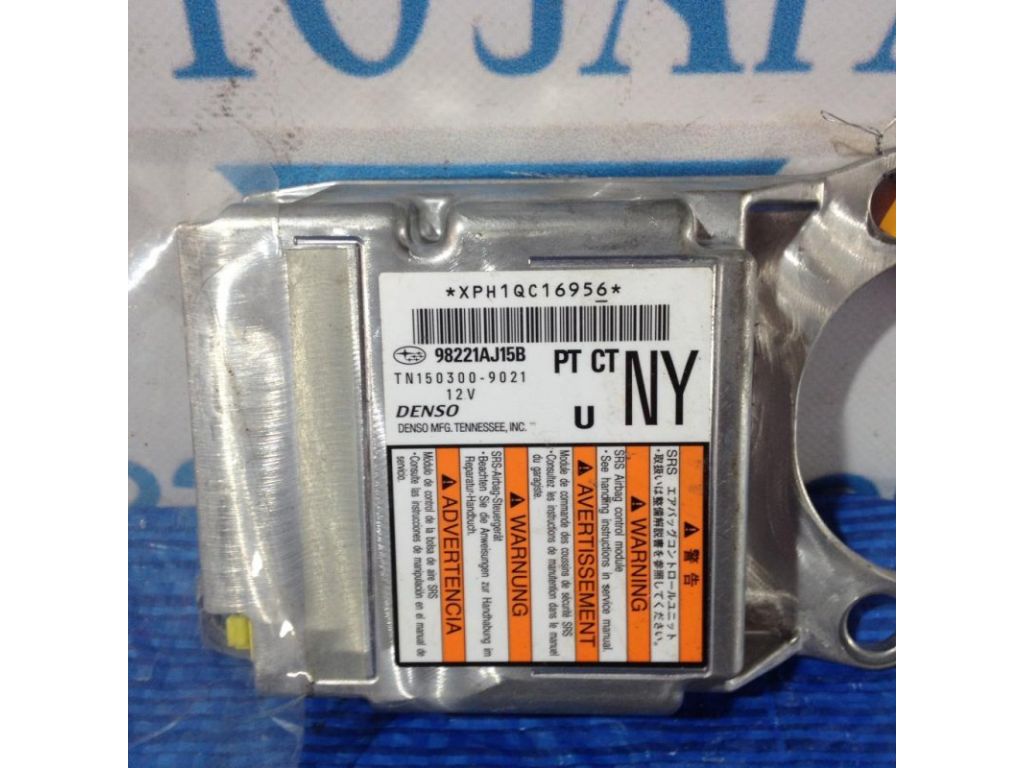 OJAPA
*XPH1QC16956*
98221AJ15B
PT CT
NY
TN150300-9021
12V
U
DENSO
DENSO MFG. TENNESSEE, INC.
警告
SRS エアバッグコントロールユニット
・取扱いは整備解説書を参照してください。
WARNING
SRS Airbag control module
・See handling instructions in service manual.
AVERTISSEMENT
Module de commande des coussins de sécurité SRS
・Consultez les instructions de manutention dans le manuel
du garagiste.
WARNUNG
SRS-Airbag-Steuergerät
・Beachten Sie die Anweisungen zur Handhabung im
Reparatur-Handbuch.
ADVERTENCIA
Módulo de control de la bolsa de aire SRS
・Consulte las instrucciones de manipulación en el manual de
servicio.